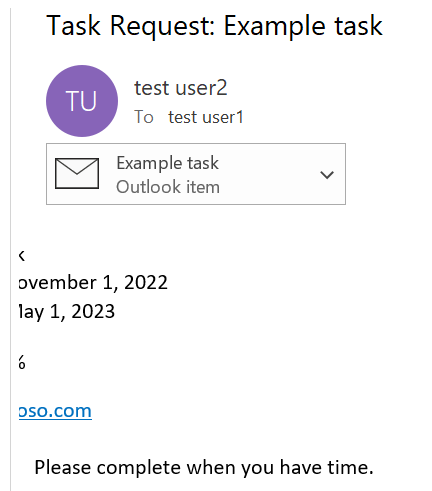 Task Request: Example task
TU
test user2
To test user1
Example task
Outlook item
ovember 1, 2022
ay 1, 2023
%
oso.com
Please complete when you have time.